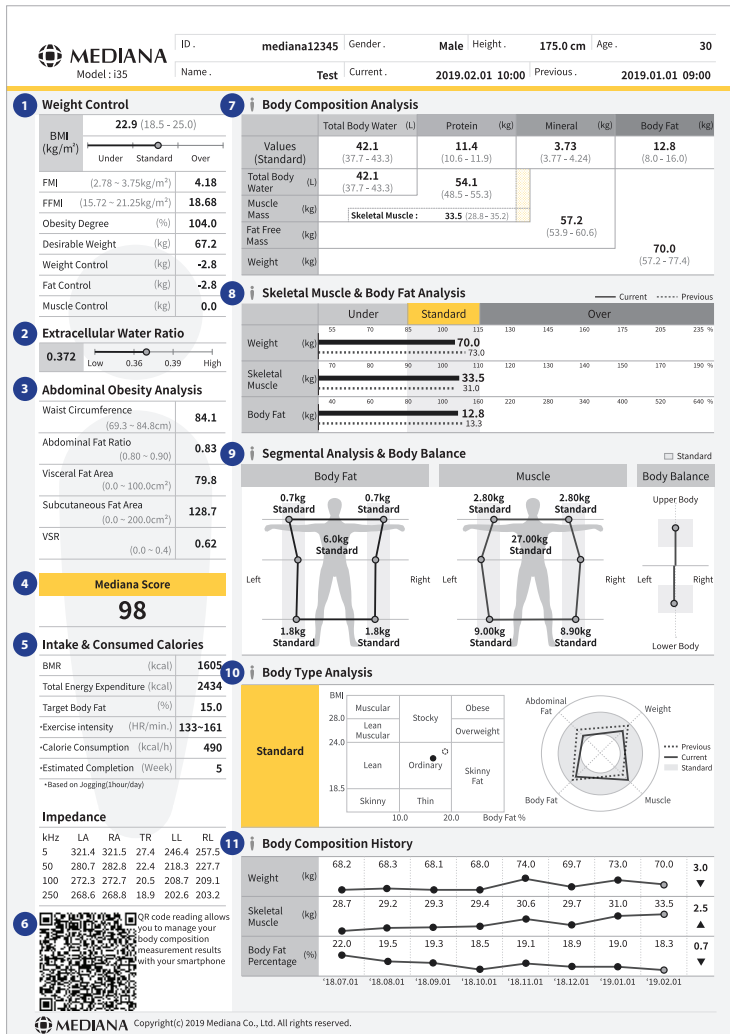 MEDIANA
Model : i35
ID . mediana12345 Gender . Male Height . 175.0 cm Age . 30
Name . Test Current . 2019.02.01 10:00 Previous . 2019.01.01 09:00
1 Weight Control
BMI (kg/m²) 22.9 (18.5 - 25.0)
Under Standard Over
FMI (2.78 ~ 3.75kg/m²) 4.18
FFMI (15.72 ~ 21.25kg/m²) 18.68
Obesity Degree (%) 104.0
Desirable Weight (kg) 67.2
Weight Control (kg) -2.8
Fat Control (kg) -2.8
Muscle Control (kg) 0.0
2 Extracellular Water Ratio
0.372 Low 0.36 0.39 High
3 Abdominal Obesity Analysis
Waist Circumference (69.3 ~ 84.8cm) 84.1
Abdominal Fat Ratio (0.80 ~ 0.90) 0.83
Visceral Fat Area (0.0 ~ 100.0cm²) 79.8
Subcutaneous Fat Area (0.0 ~ 200.0cm²) 128.7
VSR (0.0 ~ 0.4) 0.62
4 Mediana Score
98
5 Intake & Consumed Calories
BMR (kcal) 1605
Total Energy Expenditure (kcal) 2434
Target Body Fat (%) 15.0
•Exercise intensity (HR/min.) 133~161
•Calorie Consumption (kcal/h) 490
•Estimated Completion (Week) 5
•Based on Jogging(1hour/day)
Impedance
kHz LA RA TR LL RL
5 321.4 321.5 27.4 246.4 257.5
50 280.7 282.8 22.4 218.3 227.7
100 272.3 272.7 20.5 208.7 209.1
250 268.6 268.8 18.9 202.6 203.2
6 QR code reading allows
you to manage your
body composition
measurement results
with your smartphone
7 Body Composition Analysis
Total Body Water (L) Protein (kg) Mineral (kg) Body Fat (kg)
Values (Standard) 42.1 11.4 3.73 12.8
(37.7 - 43.3) (10.6 - 11.9) (3.77 - 4.24) (8.0 - 16.0)
Total Body Water (L) 42.1 (37.7 - 43.3)
54.1 (48.5 - 55.3)
Muscle Mass (kg)
Skeletal Muscle : 33.5 (28.8 - 35.2)
57.2 (53.9 - 60.6)
Fat Free Mass (kg)
70.0 (57.2 - 77.4)
Weight (kg)
8 Skeletal Muscle & Body Fat Analysis
Current Previous
Under Standard Over
55 70 85 100 115 130 145 160 175 205 235 %
Weight (kg) 70.0
73.0
70 80 90 100 110 120 130 140 150 170 190 %
Skeletal Muscle (kg) 33.5
31.0
40 60 80 100 160 220 280 340 400 520 640 %
Body Fat (kg) 12.8
13.3
9 Segmental Analysis & Body Balance
Standard
Body Fat Muscle Body Balance
0.7kg Standard 0.7kg Standard 2.80kg Standard 2.80kg Standard Upper Body
6.0kg Standard 27.00kg Standard
Left Right Left Right Left Right
1.8kg Standard 1.8kg Standard 9.00kg Standard 8.90kg Standard Lower Body
10 Body Type Analysis
Standard
BMI
28.0
24.0
18.5
Muscular Stocky Obese
Lean Muscular Overweight
Lean Ordinary Skinny Fat
Skinny Thin
10.0 20.0 Body Fat %
Abdominal Fat Weight
Body Fat Muscle
Previous
Current
Standard
11 Body Composition History
Weight (kg) 68.2 68.3 68.1 68.0 74.0 69.7 73.0 70.0 3.0 ▼
Skeletal Muscle (kg) 28.7 29.2 29.3 29.4 30.6 29.7 31.0 33.5 2.5 ▲
Body Fat Percentage (%) 22.0 19.5 19.3 18.5 19.1 18.9 19.0 18.3 0.7 ▼
'18.07.01 '18.08.01 '18.09.01 '18.10.01 '18.11.01 '18.12.01 '19.01.01 '19.02.01
MEDIANA Copyright(c) 2019 Mediana Co., Ltd. All rights reserved.